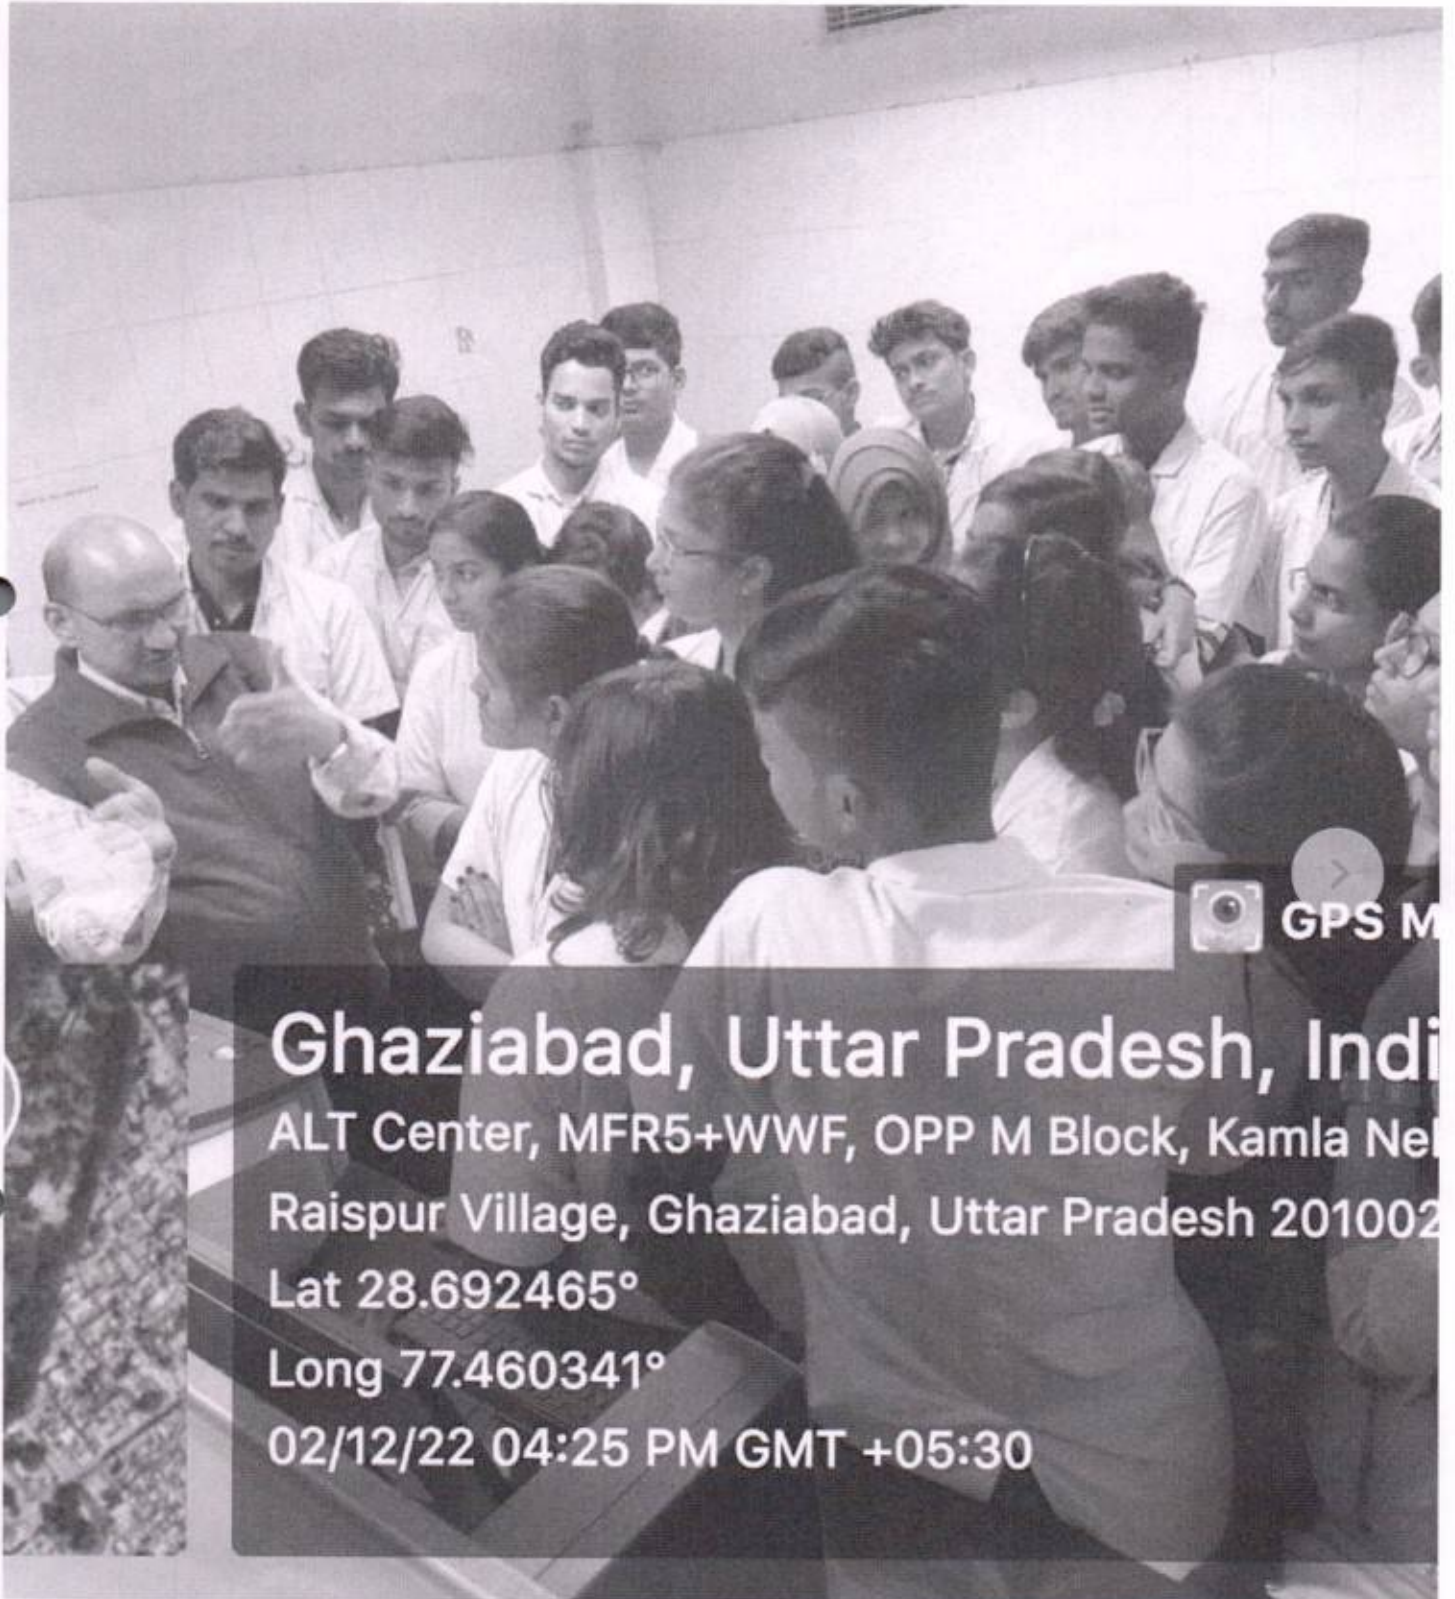 GPS M
Ghaziabad, Uttar Pradesh, Indi
ALT Center, MFR5+WWF, OPP M Block, Kamla Nel
Raispur Village, Ghaziabad, Uttar Pradesh 201002
Lat 28.692465°
Long 77.460341°
02/12/22 04:25 PM GMT +05:30